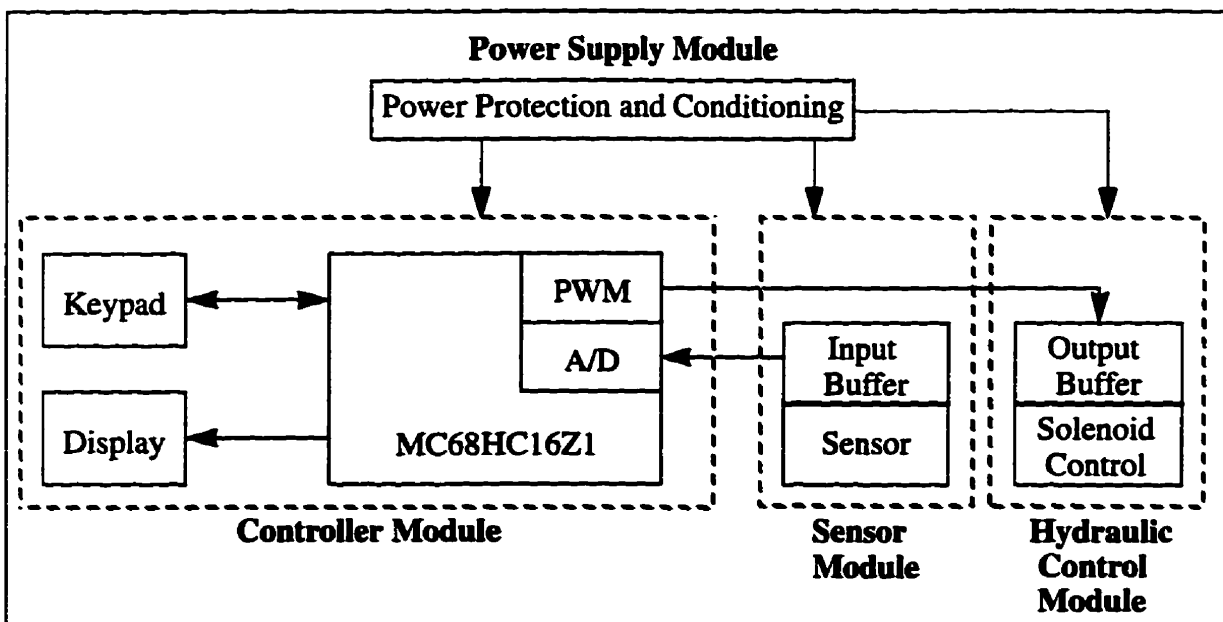 Power Supply Module
Power Protection and Conditioning
Keypad
PWM
A/D
Display
MC68HC16Z1
Input
Buffer
Sensor
Output
Buffer
Solenoid
Control
Controller Module
Sensor
Module
Hydraulic
Control
Module